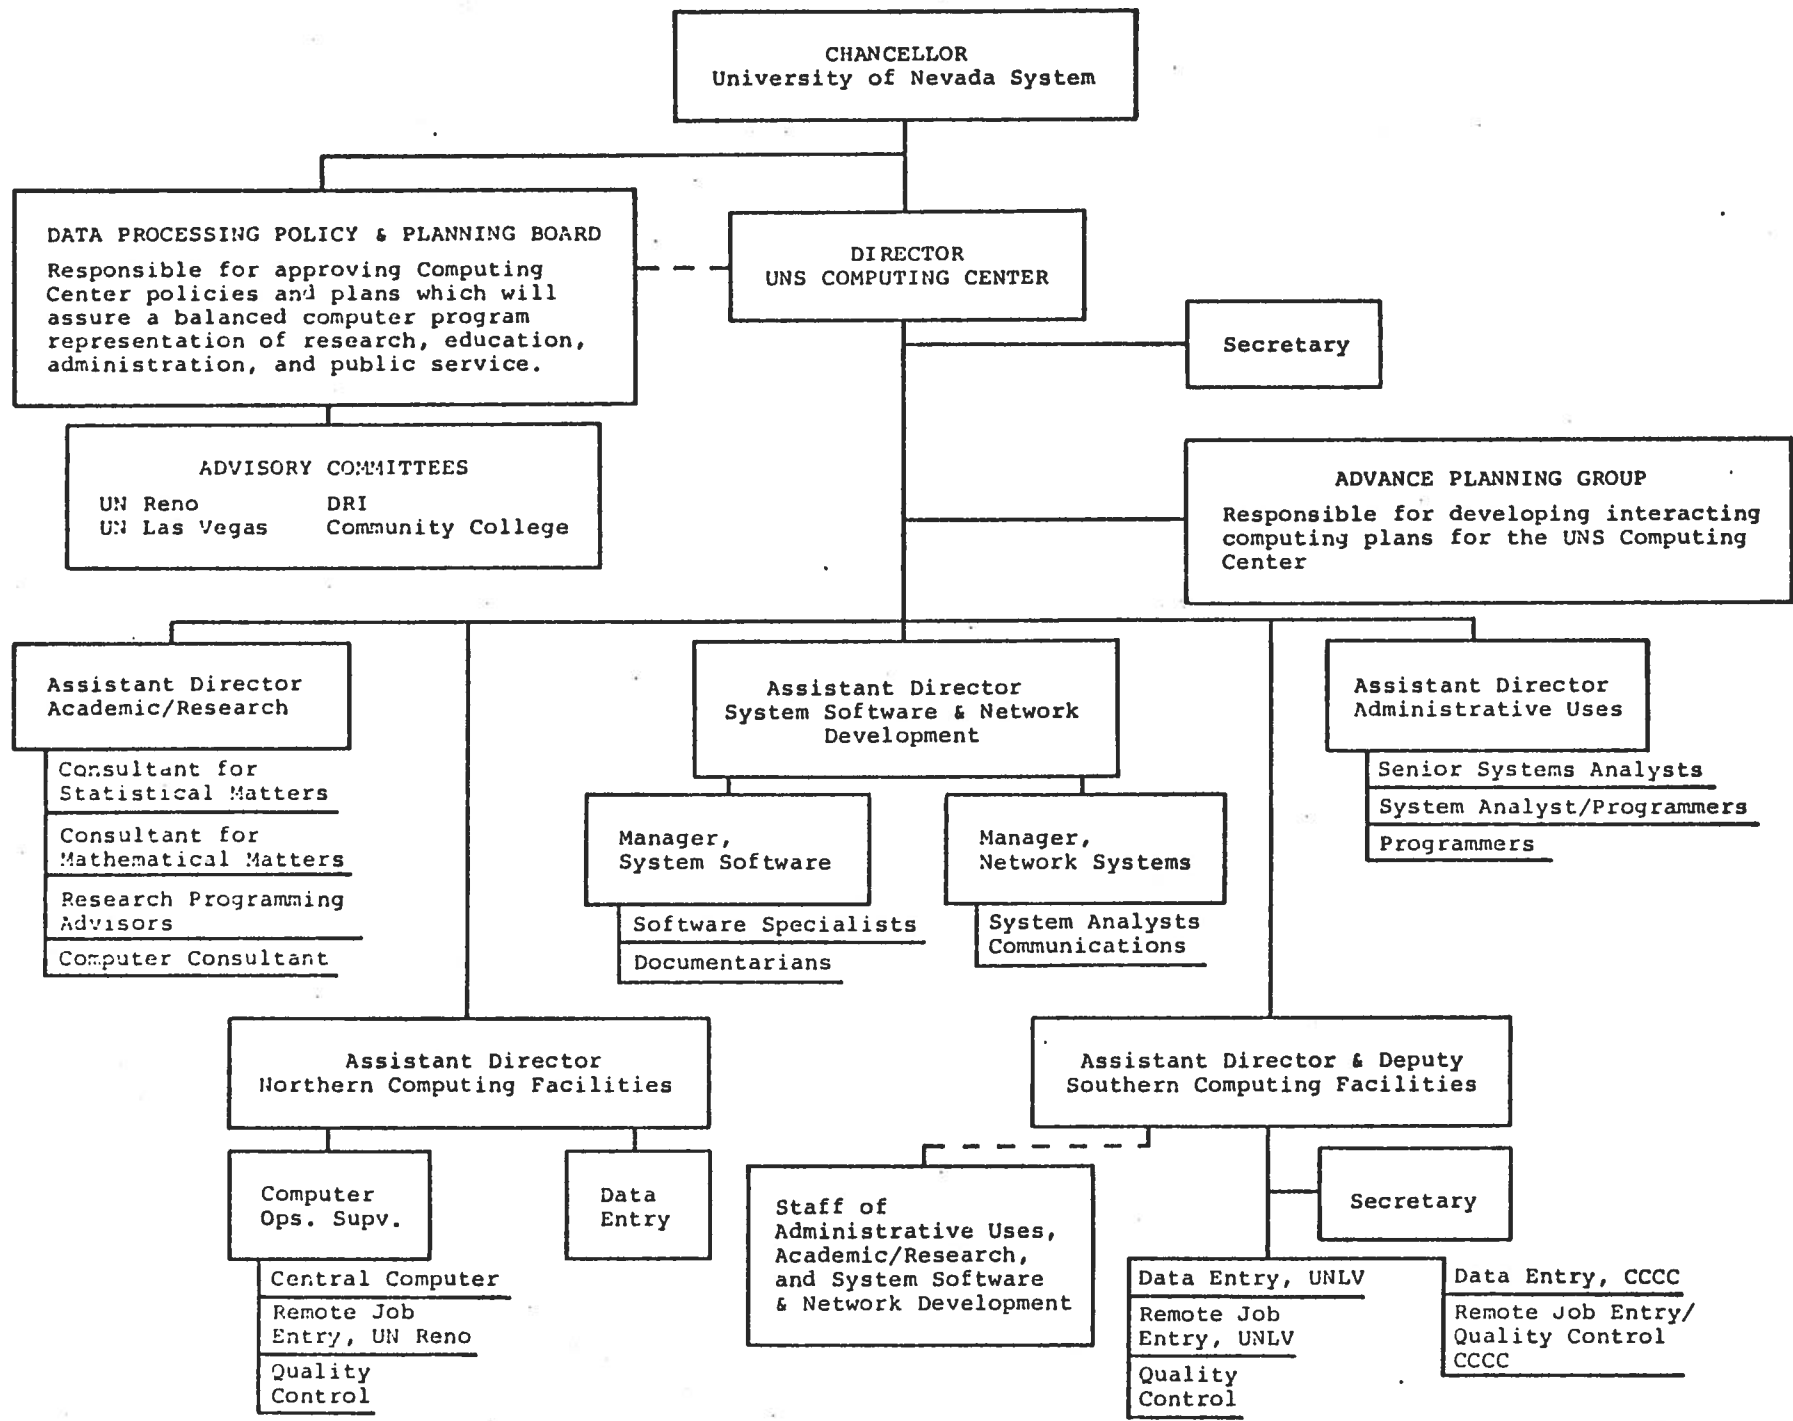 CHANCELLOR
University of Nevada System
DATA PROCESSING POLICY & PLANNING BOARD
Responsible for approving Computing
Center policies and plans which will
assure a balanced computer program
representation of research, education,
administration, and public service.
DIRECTOR
UNS COMPUTING CENTER
Secretary
ADVISORY COMMITTEES
UN Reno DRI
UN Las Vegas Community College
ADVANCE PLANNING GROUP
Responsible for developing interacting
computing plans for the UNS Computing
Center
Assistant Director
Academic/Research
Consultant for
Statistical Matters
Consultant for
Mathematical Matters
Research Programming
Advisors
Computer Consultant
Assistant Director
System Software & Network
Development
Manager,
System Software
Software Specialists
Documentarians
Manager,
Network Systems
System Analysts
Communications
Assistant Director
Administrative Uses
Senior Systems Analysts
System Analyst/Programmers
Programmers
Assistant Director
Northern Computing Facilities
Computer
Ops. Supv.
Central Computer
Remote Job
Entry, UN Reno
Quality
Control
Data
Entry
Assistant Director & Deputy
Southern Computing Facilities
Staff of
Administrative Uses,
Academic/Research,
and System Software
& Network Development
Secretary
Data Entry, UNLV
Remote Job
Entry, UNLV
Quality
Control
Data Entry, CCCC
Remote Job Entry/
Quality Control
CCCC